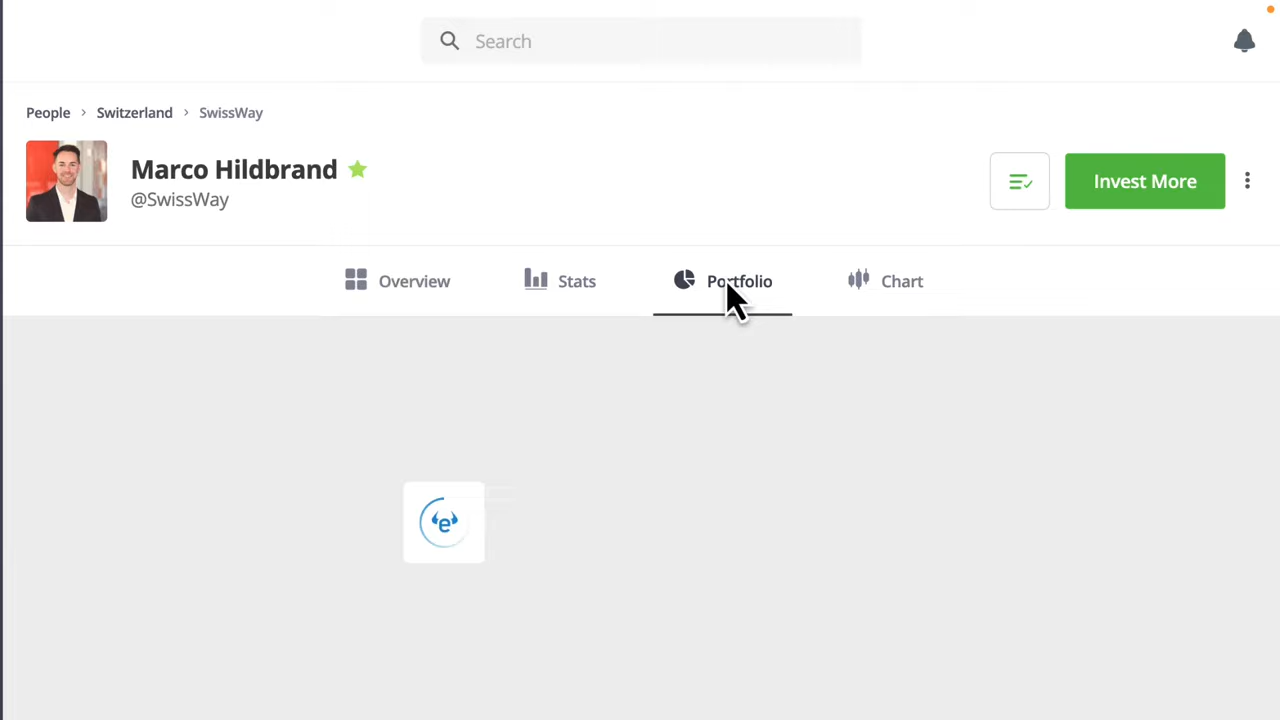 Search
People > Switzerland > SwissWay
Marco Hildbrand
@SwissWay
Invest More
Overview
Stats
Portfolio
Chart
e